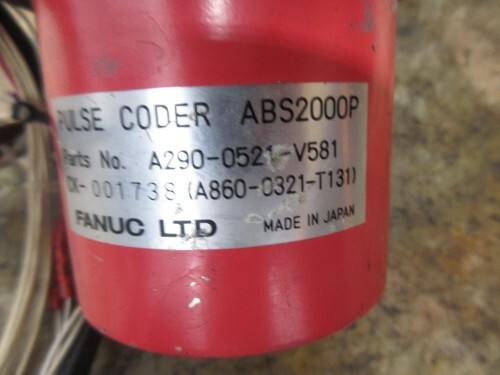 PULSE CODER ABS2000P
Parts No. A290-0521-V581
CK-001738 (A860-0321-T131)
FANUC LTD MADE IN JAPAN